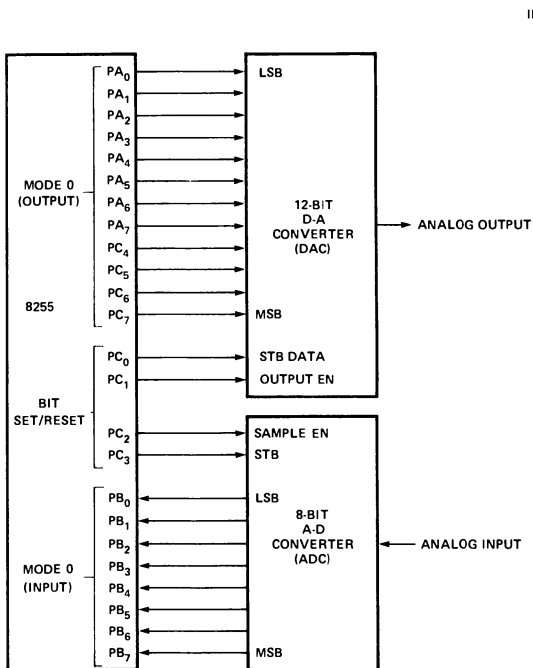 PA₀ LSB
PA₁
PA₂
PA₃
PA₄
PA₅
PA₆
PA₇
PC₄
PC₅
PC₆
PC₇ MSB
MODE 0
(OUTPUT)
8255
12-BIT
D-A
CONVERTER
(DAC)
ANALOG OUTPUT
PC₀ STB DATA
PC₁ OUTPUT EN
BIT
SET/RESET
PC₂ SAMPLE EN
PC₃ STB
PB₀ LSB
PB₁
PB₂
PB₃
PB₄
PB₅
PB₆
PB₇ MSB
MODE 0
(INPUT)
8-BIT
A-D
CONVERTER
(ADC)
ANALOG INPUT